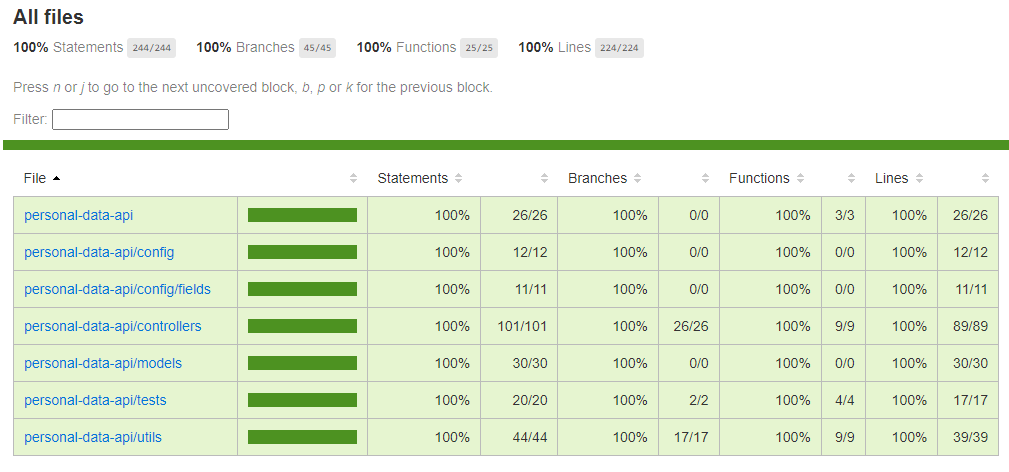 All files
100% Statements 244/244 100% Branches 45/45 100% Functions 25/25 100% Lines 224/224
Press n or j to go to the next uncovered block, b, p or k for the previous block.
Filter:
File Statements Branches Functions Lines
personal-data-api 100% 26/26 100% 0/0 100% 3/3 100% 26/26
personal-data-api/config 100% 12/12 100% 0/0 100% 0/0 100% 12/12
personal-data-api/config/fields 100% 11/11 100% 0/0 100% 0/0 100% 11/11
personal-data-api/controllers 100% 101/101 100% 26/26 100% 9/9 100% 89/89
personal-data-api/models 100% 30/30 100% 0/0 100% 0/0 100% 30/30
personal-data-api/tests 100% 20/20 100% 2/2 100% 4/4 100% 17/17
personal-data-api/utils 100% 44/44 100% 17/17 100% 9/9 100% 39/39